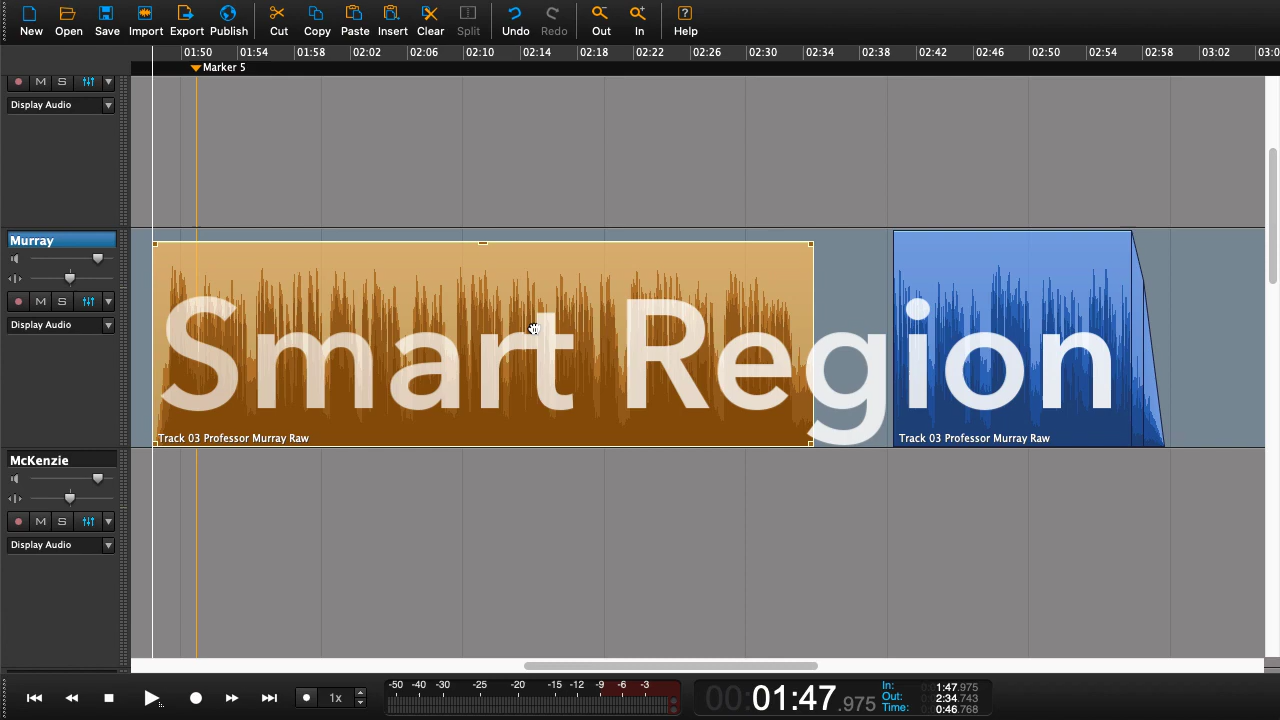 New Open Save Import Export Publish Cut Copy Paste Insert Clear Split Undo Redo Out In Help
01:50 01:54 01:58 02:02 02:06 02:10 02:14 02:18 02:22 02:26 02:30 02:34 02:38 02:42 02:46 02:50 02:54 02:58 03:02 03:0
Marker 5
M S
Display Audio
Murray
M S
Display Audio
Smart Region
Track 03 Professor Murray Raw Track 03 Professor Murray Raw
McKenzie
M S
Display Audio
1x
-50 -40 -30 -25 -20 -15 -12 -9 -6 -3
00:01:47.975
In: 1:47.975
Out: 2:34.743
Time: 0:46.768